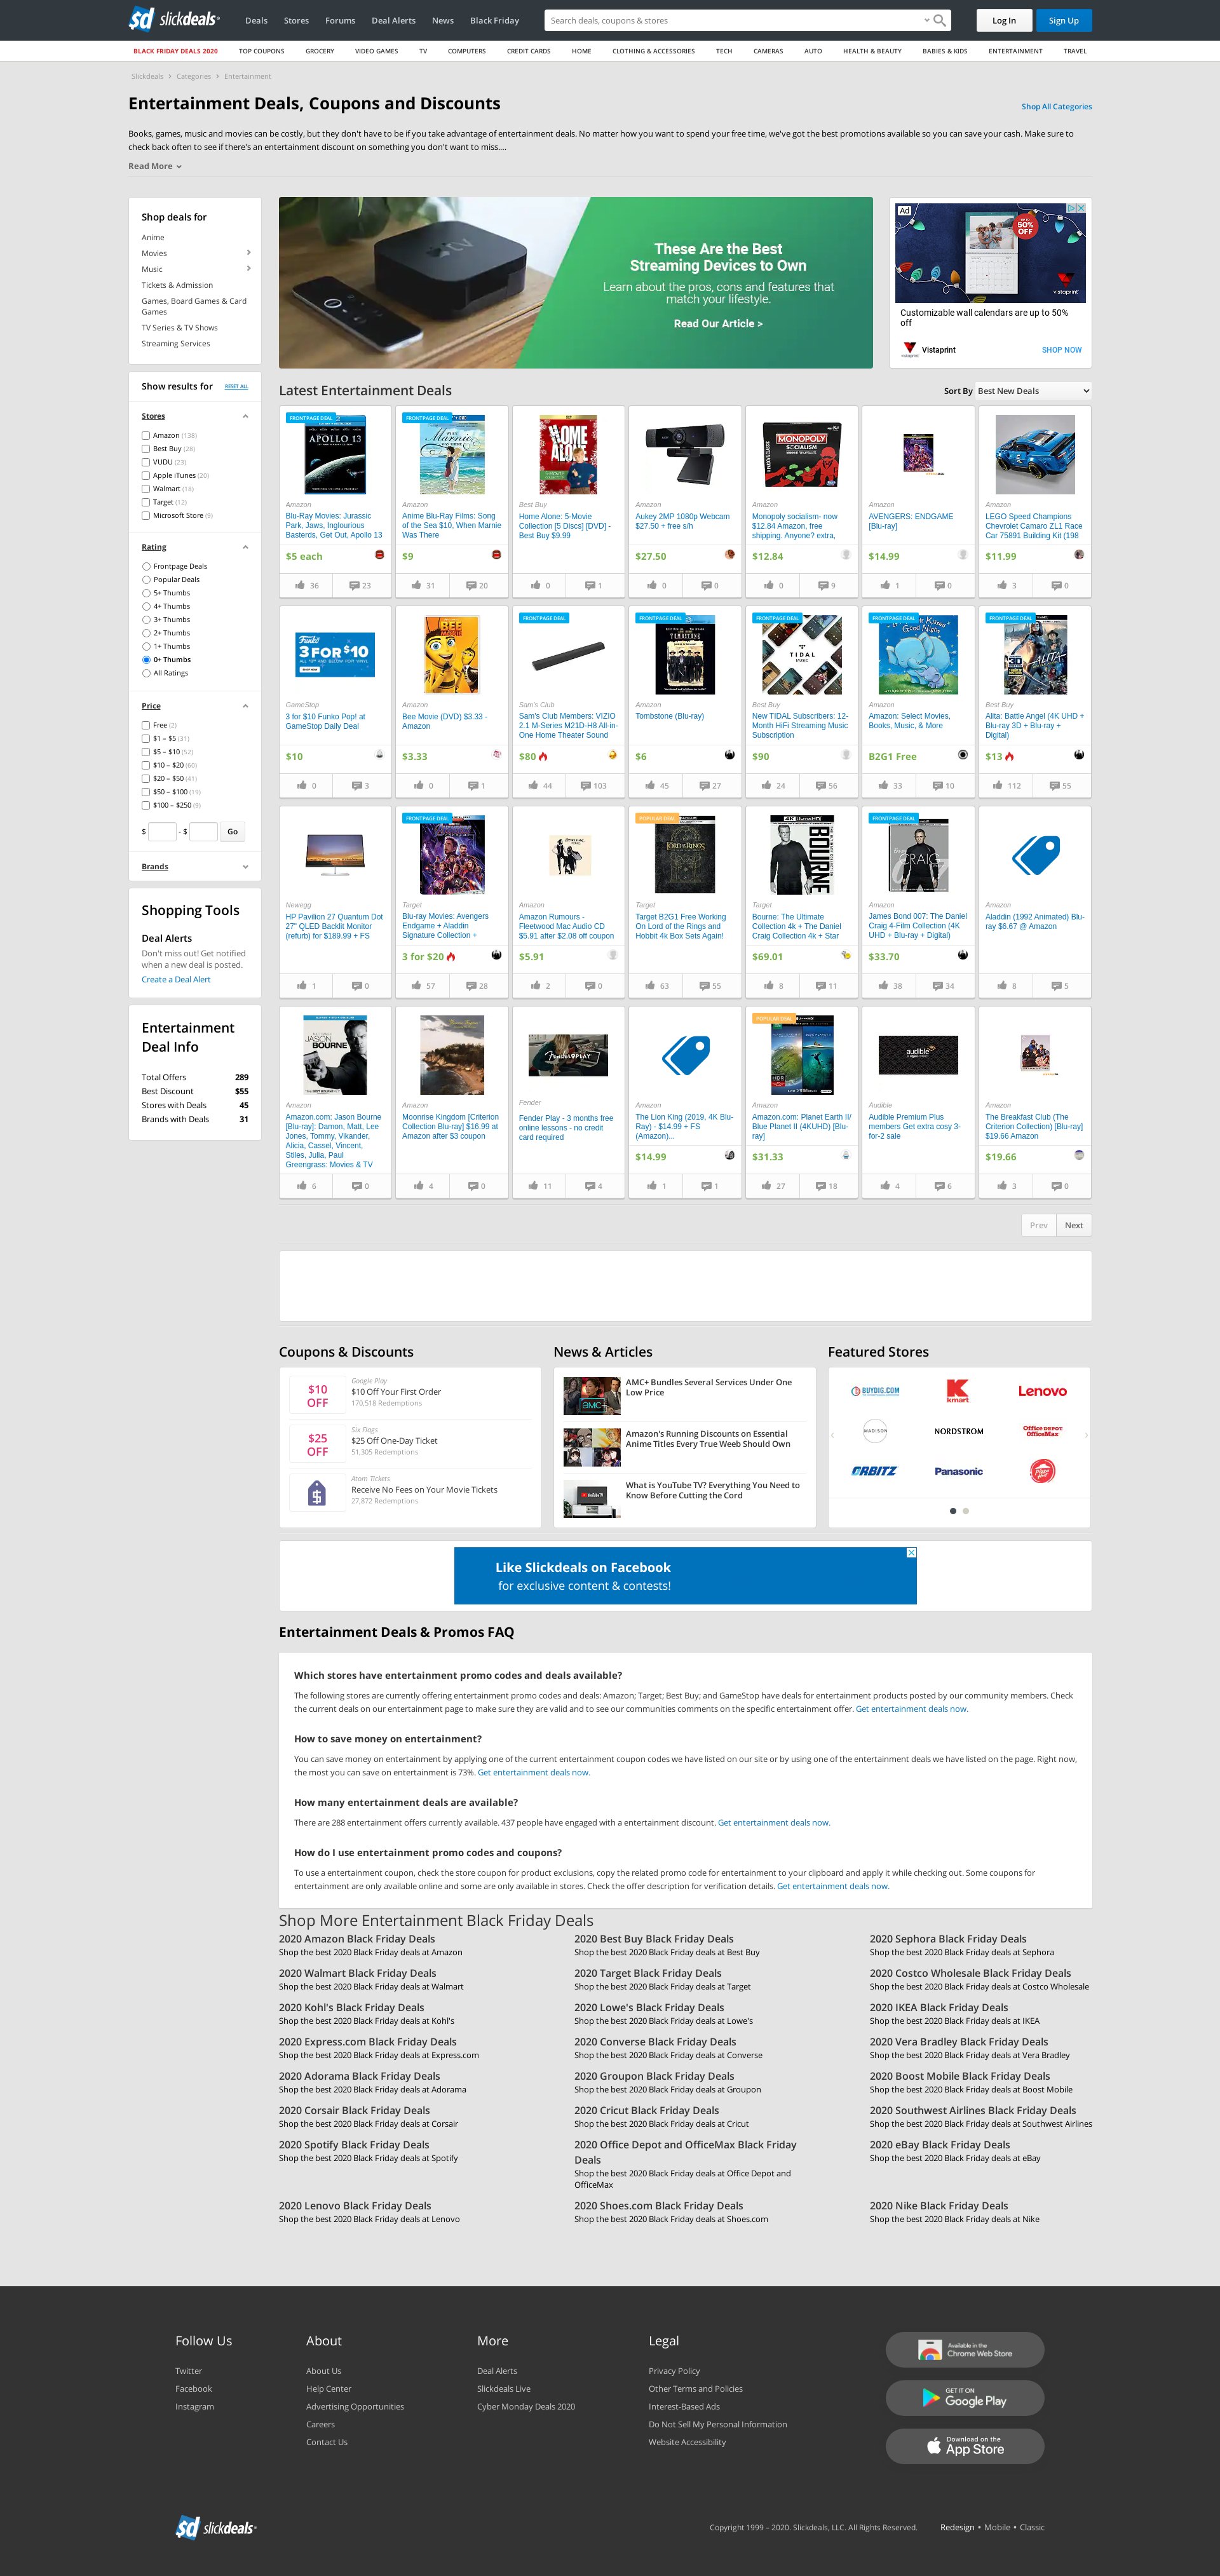 slickdeals
Deals Stores Forums Deal Alerts News Black Friday
Search deals, coupons & stores
Log In Sign Up
BLACK FRIDAY DEALS 2020 TOP COUPONS GROCERY VIDEO GAMES TV COMPUTERS CREDIT CARDS HOME CLOTHING & ACCESSORIES TECH CAMERAS AUTO HEALTH & BEAUTY BABIES & KIDS ENTERTAINMENT TRAVEL
Slickdeals › Categories › Entertainment
Entertainment Deals, Coupons and Discounts
Shop All Categories
Books, games, music and movies can be costly, but they don't have to be if you take advantage of entertainment deals. No matter how you want to spend your free time, we've got the best promotions available so you can save your cash. Make sure to
check back often to see if there's an entertainment discount on something you don't want to miss....
Read More
Shop deals for
Anime
Movies
Music
Tickets & Admission
Games, Board Games & Card
Games
TV Series & TV Shows
Streaming Services
Show results for RESET ALL
Stores
Amazon (138)
Best Buy (28)
VUDU (23)
Apple iTunes (20)
Walmart (18)
Target (12)
Microsoft Store (9)
Rating
Frontpage Deals
Popular Deals
5+ Thumbs
4+ Thumbs
3+ Thumbs
2+ Thumbs
1+ Thumbs
0+ Thumbs
All Ratings
Price
Free (2)
$1 – $5 (31)
$5 – $10 (52)
$10 – $20 (60)
$20 – $50 (41)
$50 – $100 (19)
$100 – $250 (9)
$ - $ Go
Brands
Shopping Tools
Deal Alerts
Don't miss out! Get notified
when a new deal is posted.
Create a Deal Alert
Entertainment
Deal Info
Total Offers 289
Best Discount $55
Stores with Deals 45
Brands with Deals 31
These Are the Best
Streaming Devices to Own
Learn about the pros, cons and features that
match your lifestyle.
Read Our Article >
Ad
UP TO
50%
OFF
Customizable wall calendars are up to 50%
off
Vistaprint SHOP NOW
Latest Entertainment Deals
Sort By Best New Deals
FRONTPAGE DEAL
APOLLO 13
Amazon
Blu-Ray Movies: Jurassic
Park, Jaws, Inglourious
Basterds, Get Out, Apollo 13
$5 each
36 23
FRONTPAGE DEAL
Marnie
Amazon
Anime Blu-Ray Films: Song
of the Sea $10, When Marnie
Was There
$9
31 20
HOME ALONE
Best Buy
Home Alone: 5-Movie
Collection [5 Discs] [DVD] -
Best Buy $9.99
0 1
Amazon
Aukey 2MP 1080p Webcam
$27.50 + free s/h
$27.50
0 0
MONOPOLY
SOCIALISM
Amazon
Monopoly socialism- now
$12.84 Amazon, free
shipping. Anyone? extra,
$12.84
0 9
Amazon
AVENGERS: ENDGAME
[Blu-ray]
$14.99
1 0
Amazon
LEGO Speed Champions
Chevrolet Camaro ZL1 Race
Car 75891 Building Kit (198
$11.99
3 0
Funko
3 FOR $10
GameStop
3 for $10 Funko Pop! at
GameStop Daily Deal
$10
0 3
BEE
MOVIE
Amazon
Bee Movie (DVD) $3.33 -
Amazon
$3.33
0 1
FRONTPAGE DEAL
Sam's Club
Sam's Club Members: VIZIO
2.1 M-Series M21D-H8 All-in-
One Home Theater Sound
$80
44 103
FRONTPAGE DEAL
TOMBSTONE
Amazon
Tombstone (Blu-ray)
$6
45 27
FRONTPAGE DEAL
TIDAL
MUSIC
Best Buy
New TIDAL Subscribers: 12-
Month HiFi Streaming Music
Subscription
$90
24 56
FRONTPAGE DEAL
Kisses
Good Night
Amazon
Amazon: Select Movies,
Books, Music, & More
B2G1 Free
33 10
FRONTPAGE DEAL
3D
ALITA
Best Buy
Alita: Battle Angel (4K UHD +
Blu-ray 3D + Blu-ray +
Digital)
$13
112 55
Newegg
HP Pavilion 27 Quantum Dot
27" QLED Backlit Monitor
(refurb) for $189.99 + FS
1 0
FRONTPAGE DEAL
Target
Blu-ray Movies: Avengers
Endgame + Aladdin
Signature Collection +
3 for $20
57 28
Amazon
Amazon Rumours -
Fleetwood Mac Audio CD
$5.91 after $2.08 off coupon
$5.91
2 0
POPULAR DEAL
LORD OF THE RINGS
Target
Target B2G1 Free Working
On Lord of the Rings and
Hobbit 4k Box Sets Again!
63 55
4K ULTRA HD
BOURNE
Target
Bourne: The Ultimate
Collection 4k + The Daniel
Craig Collection 4k + Star
$69.01
8 11
FRONTPAGE DEAL
CRAIG
Amazon
James Bond 007: The Daniel
Craig 4-Film Collection (4K
UHD + Blu-ray + Digital)
$33.70
38 34
Amazon
Aladdin (1992 Animated) Blu-
ray $6.67 @ Amazon
8 5
JASON
BOURNE
Amazon
Amazon.com: Jason Bourne
[Blu-ray]: Damon, Matt, Lee
Jones, Tommy, Vikander,
Alicia, Cassel, Vincent,
Stiles, Julia, Paul
Greengrass: Movies & TV
6 0
Amazon
Moonrise Kingdom [Criterion
Collection Blu-ray] $16.99 at
Amazon after $3 coupon
4 0
Fender PLAY
Fender
Fender Play - 3 months free
online lessons - no credit
card required
11 4
Amazon
The Lion King (2019, 4K Blu-
Ray) - $14.99 + FS
(Amazon)...
$14.99
1 1
POPULAR DEAL
Amazon
Amazon.com: Planet Earth II/
Blue Planet II (4KUHD) [Blu-
ray]
$31.33
27 18
audible
Audible
Audible Premium Plus
members Get extra cosy 3-
for-2 sale
4 6
Amazon
The Breakfast Club (The
Criterion Collection) [Blu-ray]
$19.66 Amazon
$19.66
3 0
Prev Next
Coupons & Discounts
$10
OFF
Google Play
$10 Off Your First Order
170,518 Redemptions
$25
OFF
Six Flags
$25 Off One-Day Ticket
51,305 Redemptions
Atom Tickets
Receive No Fees on Your Movie Tickets
27,872 Redemptions
News & Articles
AMC+ Bundles Several Services Under One
Low Price
Amazon's Running Discounts on Essential
Anime Titles Every True Weeb Should Own
What is YouTube TV? Everything You Need to
Know Before Cutting the Cord
Featured Stores
BUYDIG.COM kmart Lenovo
MADISON NORDSTROM Office DEPOT OfficeMax
ORBITZ Panasonic
Like Slickdeals on Facebook
for exclusive content & contests!
Entertainment Deals & Promos FAQ
Which stores have entertainment promo codes and deals available?
The following stores are currently offering entertainment promo codes and deals: Amazon; Target; Best Buy; and GameStop have deals for entertainment products posted by our community members. Check
the current deals on our entertainment page to make sure they are valid and to see our communities comments on the specific entertainment offer. Get entertainment deals now.
How to save money on entertainment?
You can save money on entertainment by applying one of the current entertainment coupon codes we have listed on our site or by using one of the entertainment deals we have listed on the page. Right now,
the most you can save on entertainment is 73%. Get entertainment deals now.
How many entertainment deals are available?
There are 288 entertainment offers currently available. 437 people have engaged with a entertainment discount. Get entertainment deals now.
How do I use entertainment promo codes and coupons?
To use a entertainment coupon, check the store coupon for product exclusions, copy the related promo code for entertainment to your clipboard and apply it while checking out. Some coupons for
entertainment are only available online and some are only available in stores. Check the offer description for verification details. Get entertainment deals now.
Shop More Entertainment Black Friday Deals
2020 Amazon Black Friday Deals
Shop the best 2020 Black Friday deals at Amazon
2020 Best Buy Black Friday Deals
Shop the best 2020 Black Friday deals at Best Buy
2020 Sephora Black Friday Deals
Shop the best 2020 Black Friday deals at Sephora
2020 Walmart Black Friday Deals
Shop the best 2020 Black Friday deals at Walmart
2020 Target Black Friday Deals
Shop the best 2020 Black Friday deals at Target
2020 Costco Wholesale Black Friday Deals
Shop the best 2020 Black Friday deals at Costco Wholesale
2020 Kohl's Black Friday Deals
Shop the best 2020 Black Friday deals at Kohl's
2020 Lowe's Black Friday Deals
Shop the best 2020 Black Friday deals at Lowe's
2020 IKEA Black Friday Deals
Shop the best 2020 Black Friday deals at IKEA
2020 Express.com Black Friday Deals
Shop the best 2020 Black Friday deals at Express.com
2020 Converse Black Friday Deals
Shop the best 2020 Black Friday deals at Converse
2020 Vera Bradley Black Friday Deals
Shop the best 2020 Black Friday deals at Vera Bradley
2020 Adorama Black Friday Deals
Shop the best 2020 Black Friday deals at Adorama
2020 Groupon Black Friday Deals
Shop the best 2020 Black Friday deals at Groupon
2020 Boost Mobile Black Friday Deals
Shop the best 2020 Black Friday deals at Boost Mobile
2020 Corsair Black Friday Deals
Shop the best 2020 Black Friday deals at Corsair
2020 Cricut Black Friday Deals
Shop the best 2020 Black Friday deals at Cricut
2020 Southwest Airlines Black Friday Deals
Shop the best 2020 Black Friday deals at Southwest Airlines
2020 Spotify Black Friday Deals
Shop the best 2020 Black Friday deals at Spotify
2020 Office Depot and OfficeMax Black Friday
Deals
Shop the best 2020 Black Friday deals at Office Depot and
OfficeMax
2020 eBay Black Friday Deals
Shop the best 2020 Black Friday deals at eBay
2020 Lenovo Black Friday Deals
Shop the best 2020 Black Friday deals at Lenovo
2020 Shoes.com Black Friday Deals
Shop the best 2020 Black Friday deals at Shoes.com
2020 Nike Black Friday Deals
Shop the best 2020 Black Friday deals at Nike
Follow Us
Twitter
Facebook
Instagram
About
About Us
Help Center
Advertising Opportunities
Careers
Contact Us
More
Deal Alerts
Slickdeals Live
Cyber Monday Deals 2020
Legal
Privacy Policy
Other Terms and Policies
Interest-Based Ads
Do Not Sell My Personal Information
Website Accessibility
Available in the
Chrome Web Store
GET IT ON
Google Play
Download on the
App Store
slickdeals
Copyright 1999 – 2020. Slickdeals, LLC. All Rights Reserved. Redesign • Mobile • Classic